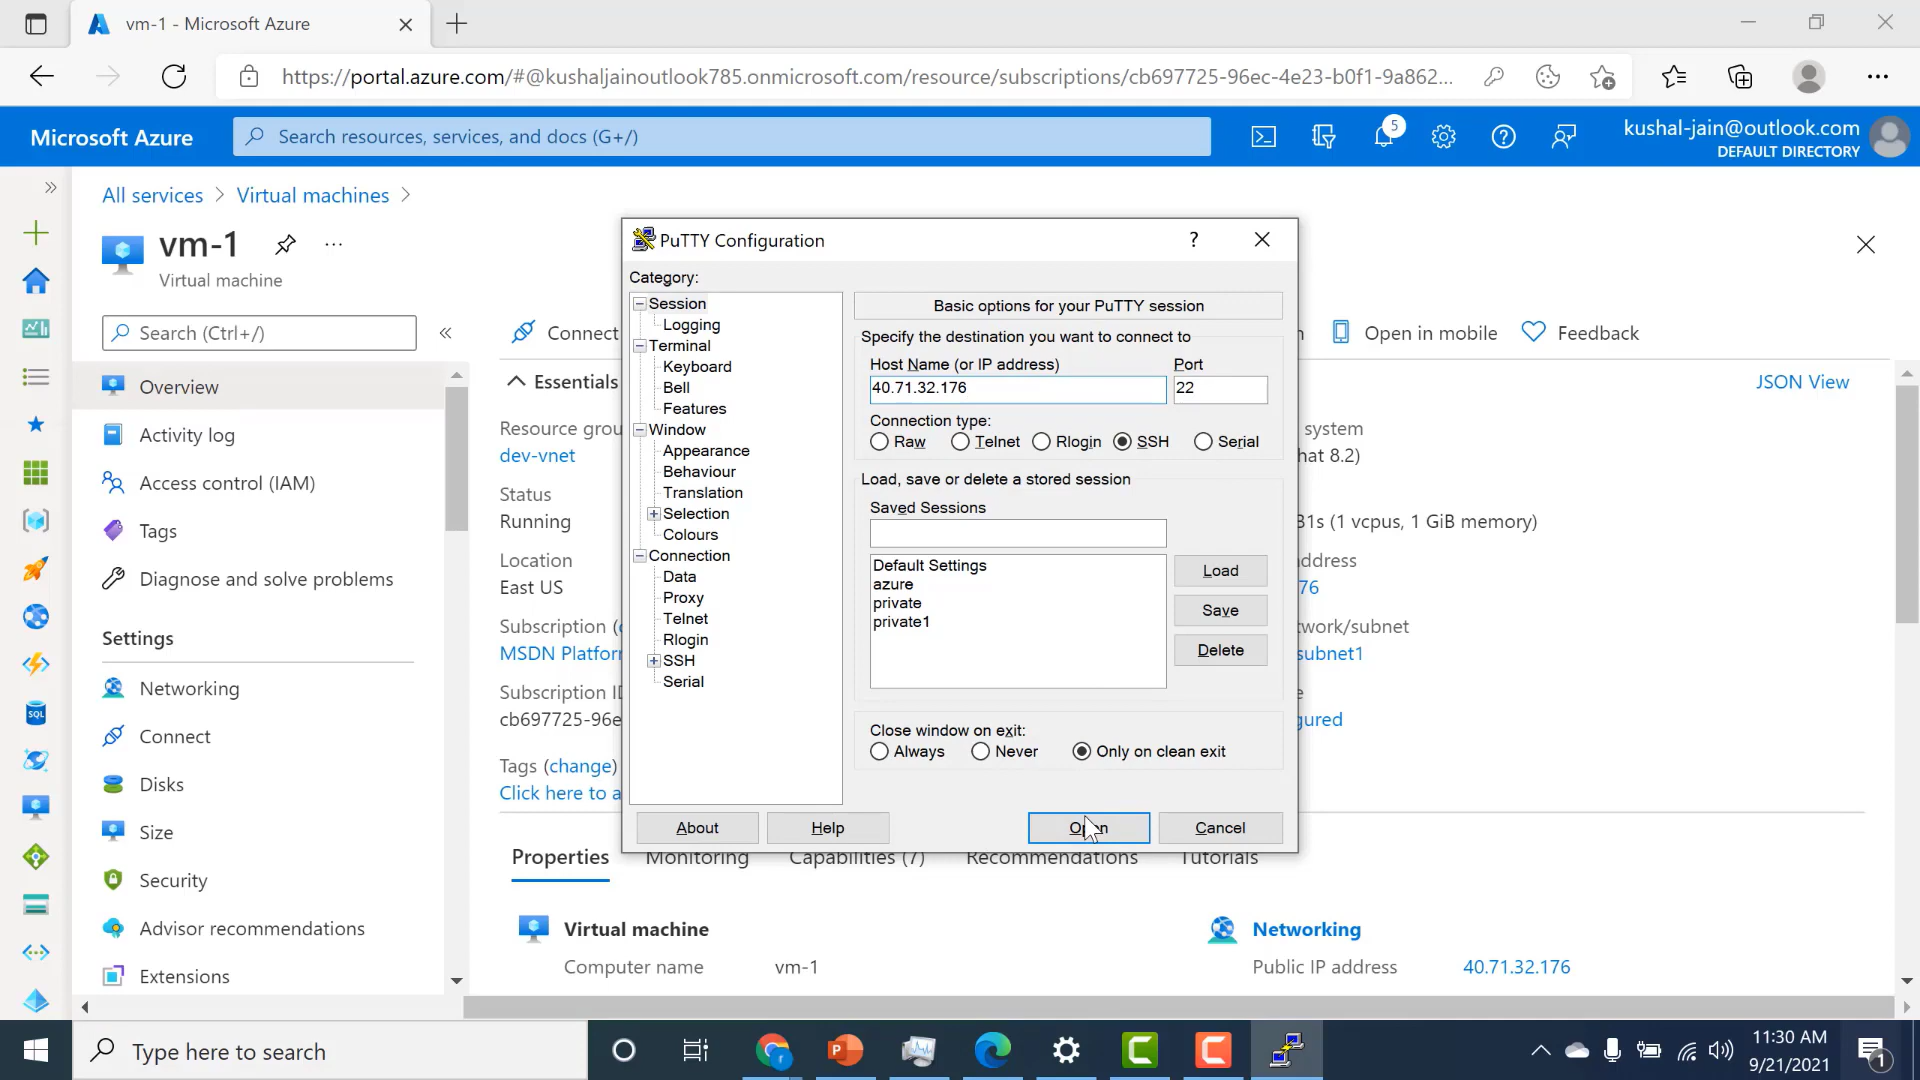 vm-1 - Microsoft Azure
https://portal.azure.com/#@kushaljainoutlook785.onmicrosoft.com/resource/subscriptions/cb697725-96ec-4e23-b0f1-9a862...
Microsoft Azure
Search resources, services, and docs (G+/)
5
kushal-jain@outlook.com
DEFAULT DIRECTORY
All services > Virtual machines >
vm-1
Virtual machine
Search (Ctrl+/)
Overview
Activity log
Access control (IAM)
Tags
Diagnose and solve problems
Settings
Networking
Connect
Disks
Size
Security
Advisor recommendations
Extensions
SQL
Connect
Open in mobile
Feedback
Essentials
JSON View
Resource grou
dev-vnet
Status
Running
Location
East US
Subscription (
MSDN Platfor
Subscription ID
cb697725-96e
Tags (change)
Click here to a
system
hat 8.2)
31s (1 vcpus, 1 GiB memory)
address
76
twork/subnet
subnet1
gured
PuTTY Configuration
?
Category:
Session
Logging
Terminal
Keyboard
Bell
Features
Window
Appearance
Behaviour
Translation
Selection
Colours
Connection
Data
Proxy
Telnet
Rlogin
SSH
Serial
Basic options for your PuTTY session
Specify the destination you want to connect to
Host Name (or IP address)
Port
40.71.32.176
22
Connection type:
Raw
Telnet
Rlogin
SSH
Serial
Load, save or delete a stored session
Saved Sessions
Default Settings
azure
private
private1
Load
Save
Delete
Close window on exit:
Always
Never
Only on clean exit
About
Help
Open
Cancel
Properties
Monitoring
Capabilities (7)
Recommendations
Tutorials
Virtual machine
Computer name
vm-1
Networking
Public IP address
40.71.32.176
Type here to search
11:30 AM
9/21/2021
1